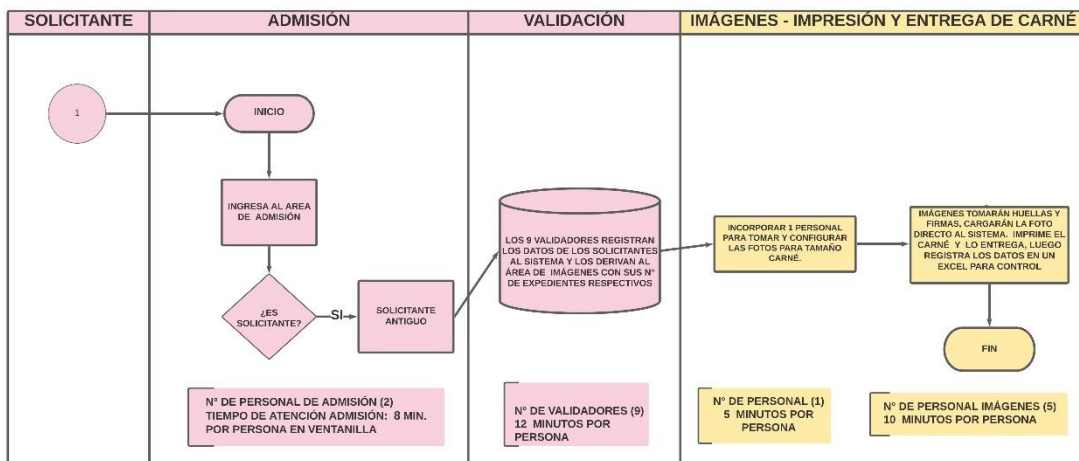 SOLICITANTE
ADMISIÓN
VALIDACIÓN
IMÁGENES - IMPRESIÓN Y ENTREGA DE CARNÉ
1
INICIO
INGRESA AL AREA
DE ADMISIÓN
¿ES
SOLICITANTE?
SI
SOLICITANTE
ANTIGUO
LOS 9 VALIDADORES REGISTRAN
LOS DATOS DE LOS SOLICITANTES
AL SISTEMA Y LOS DERIVAN AL
ÁREA DE IMÁGENES CON SUS N°
DE EXPEDIENTES RESPECTIVOS
INCORPORAR 1 PERSONAL
PARA TOMAR Y CONFIGURAR
LAS FOTOS PARA TAMAÑO
CARNÉ.
IMÁGENES TOMARÁN HUELLAS Y
FIRMAS, CARGARÁN LA FOTO
DIRECTO AL SISTEMA. IMPRIME EL
CARNÉ Y LO ENTREGA, LUEGO
REGISTRA LOS DATOS EN UN
EXCEL PARA CONTROL
FIN
N° DE PERSONAL DE ADMISIÓN (2)
TIEMPO DE ATENCIÓN ADMISIÓN: 8 MIN.
POR PERSONA EN VENTANILLA
N° DE VALIDADORES (9)
12 MINUTOS POR
PERSONA
N° DE PERSONAL (1)
5 MINUTOS POR
PERSONA
N° DE PERSONAL IMÁGENES (5)
10 MINUTOS POR PERSONA